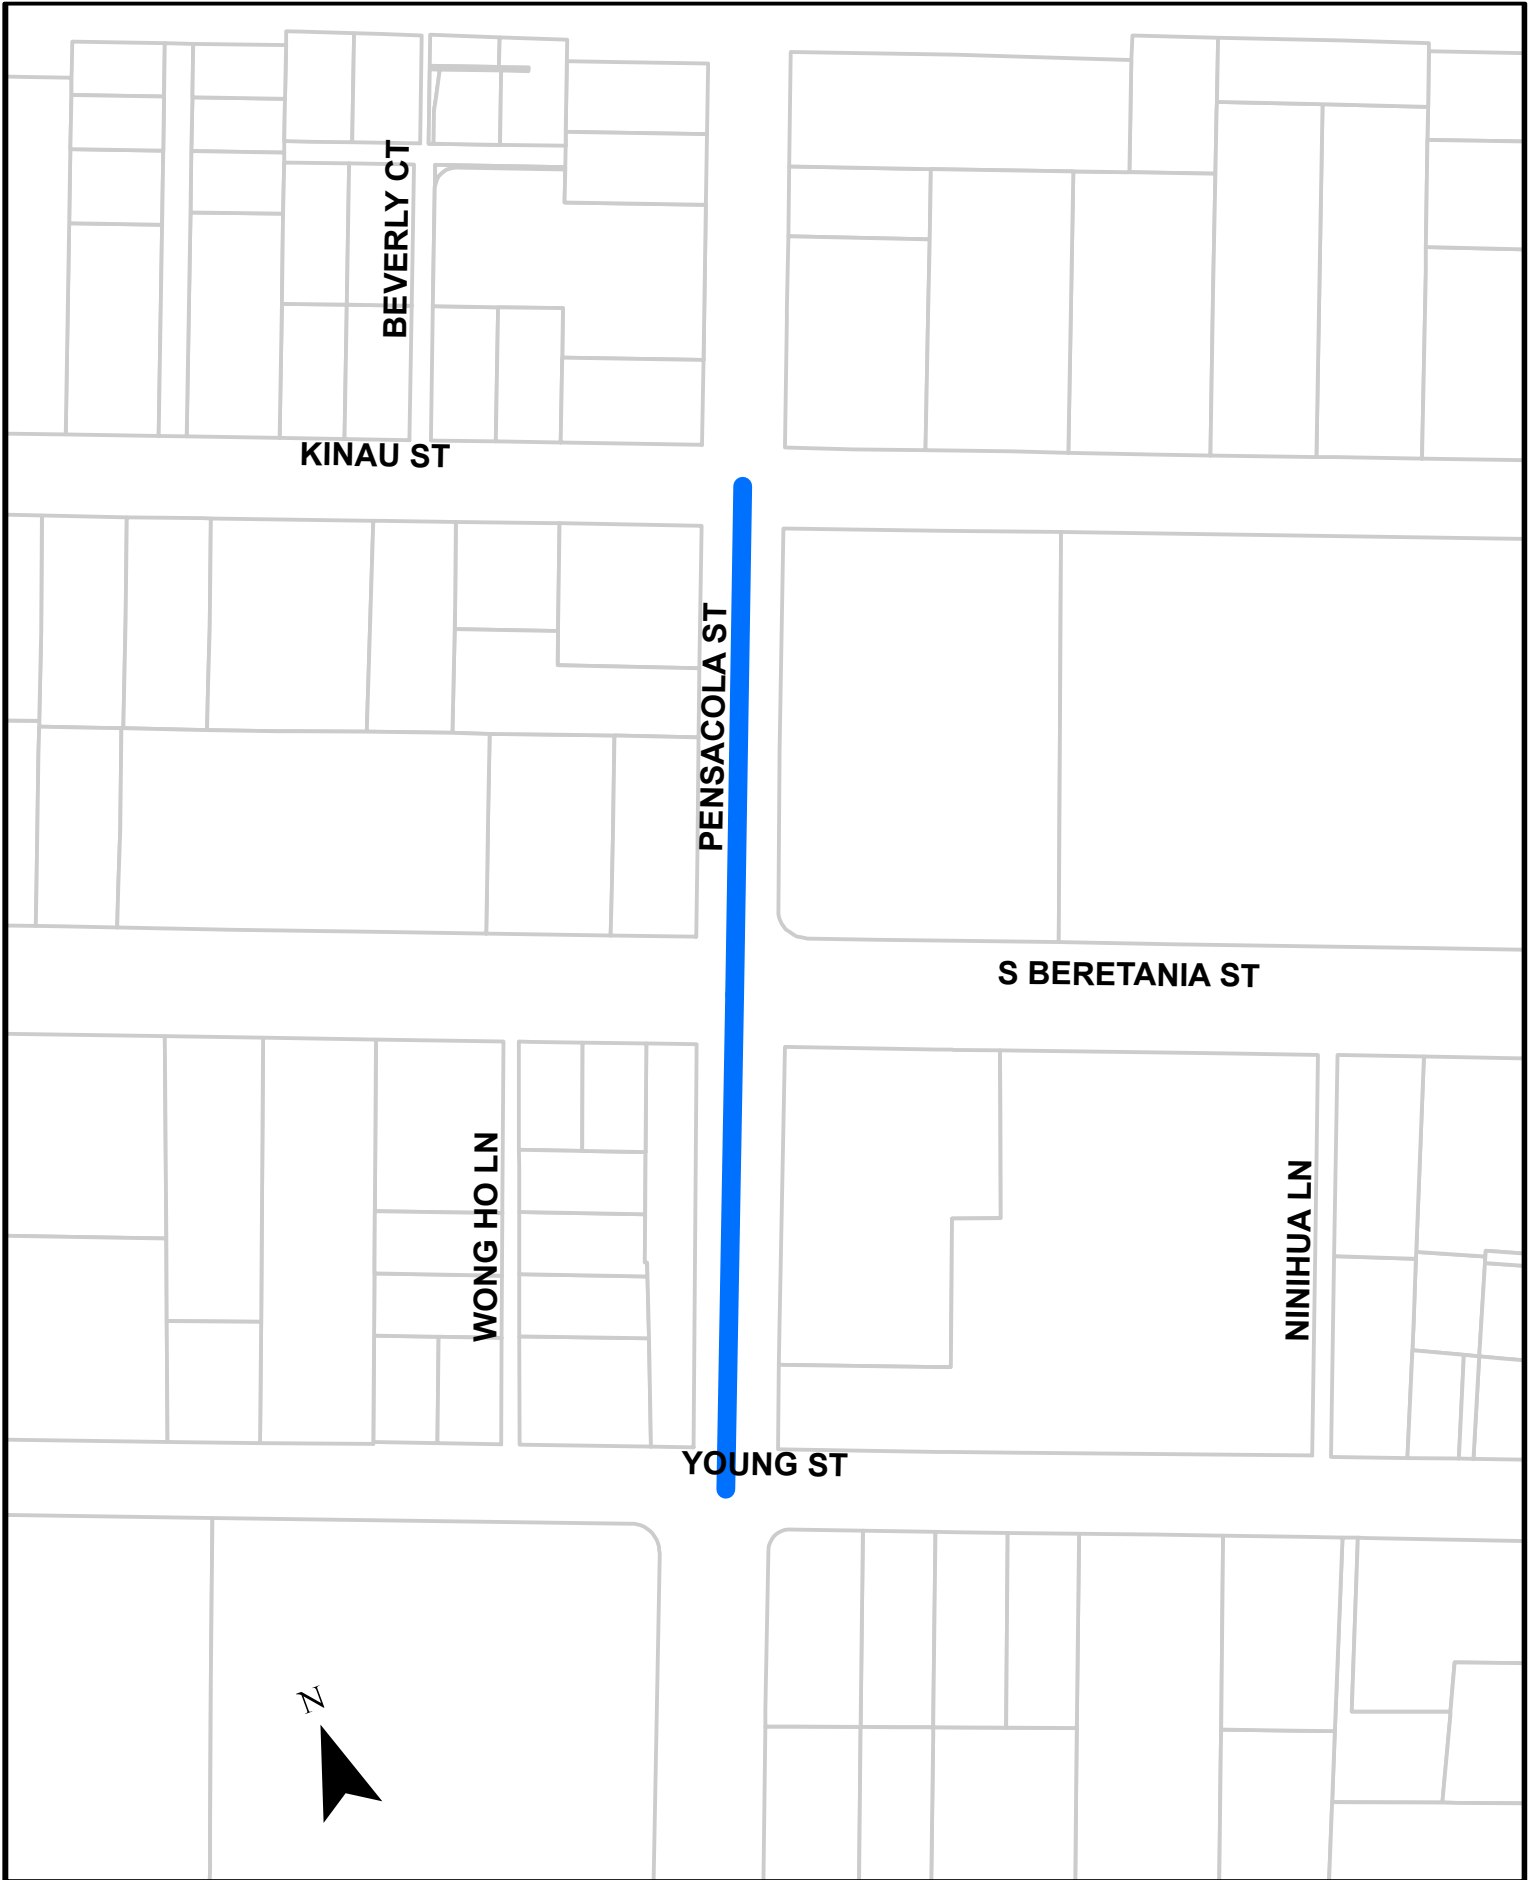 BEVERLY CT
KINAU ST
PENSACOLA ST
S BERETANIA ST
WONG HO LN
NINIHUA LN
YOUNG ST
N